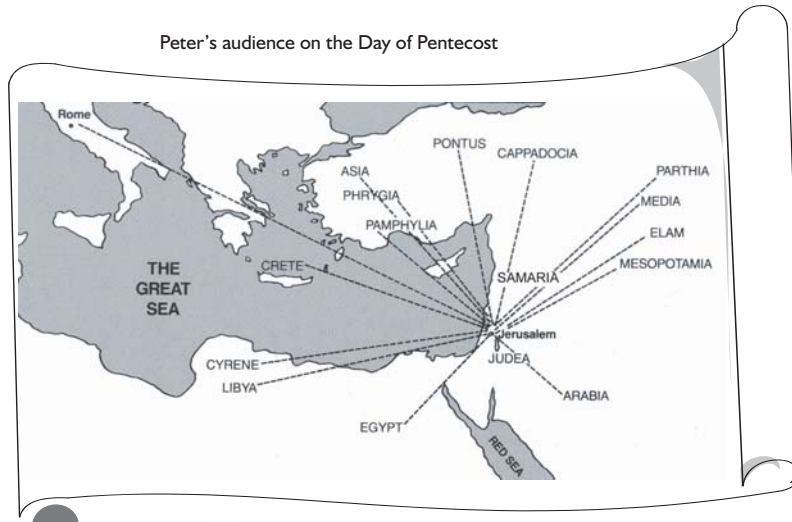 Peter’s audience on the Day of Pentecost
Rome
PONTUS
CAPPADOCIA
ASIA
PARTHIA
PHRYGIA
MEDIA
PAMPHYLIA
ELAM
CRETE
MESOPOTAMIA
THE
GREAT
SEA
SAMARIA
Jerusalem
JUDEA
CYRENE
LIBYA
ARABIA
EGYPT
RED SEA